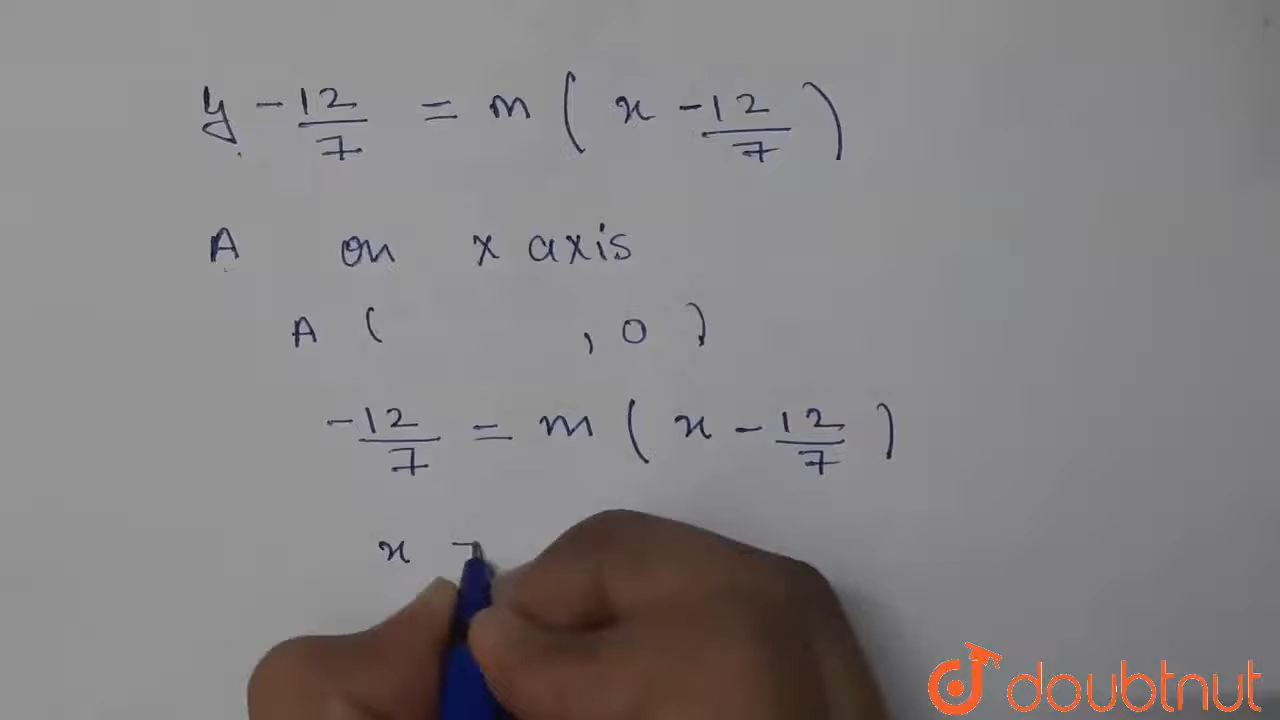 y - 12/7 = m ( x - 12/7 )
A on x axis
A ( , 0 )
-12/7 = m ( x - 12/7 )
x
doubtnut